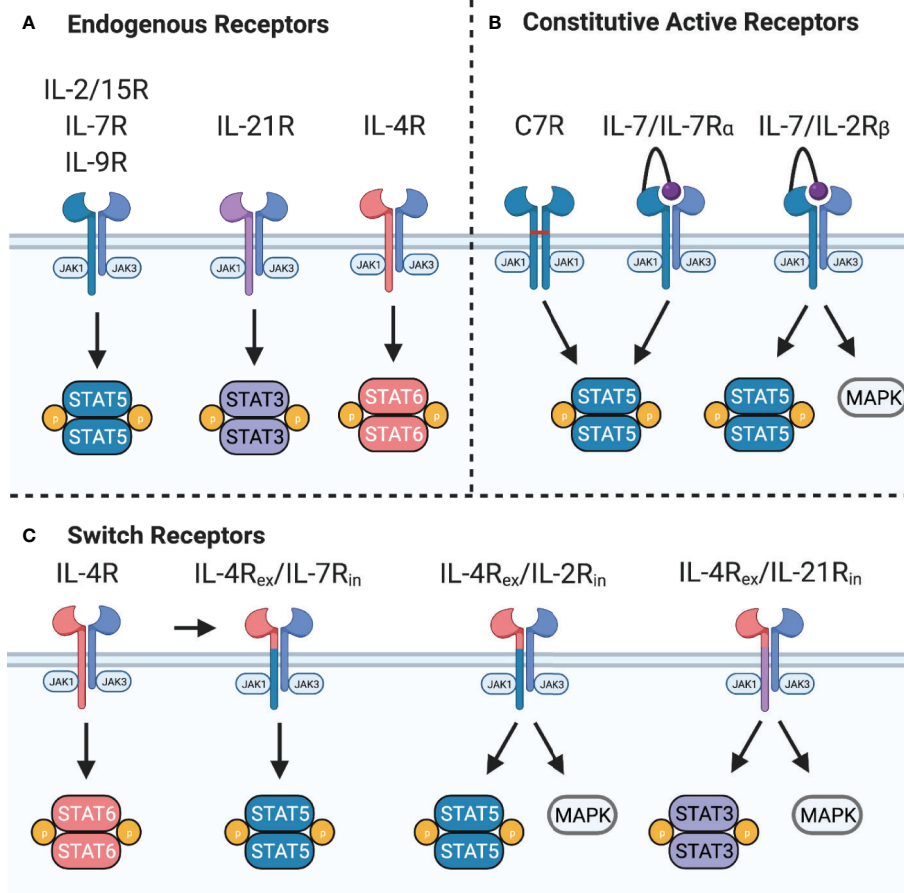 A Endogenous Receptors
IL-2/15R
IL-7R
IL-9R
IL-21R
IL-4R
JAK1 JAK3
JAK1 JAK3
JAK1 JAK3
STAT5
p p
STAT5
STAT3
p p
STAT3
STAT6
p p
STAT6
B Constitutive Active Receptors
C7R IL-7/IL-7Rα IL-7/IL-2Rβ
JAK1 JAK1
JAK1 JAK3
JAK1 JAK3
STAT5
p p
STAT5
STAT5
p p
STAT5
MAPK
C Switch Receptors
IL-4R IL-4Rex/IL-7Rin IL-4Rex/IL-2Rin IL-4Rex/IL-21Rin
JAK1 JAK3
JAK1 JAK3
JAK1 JAK3
JAK1 JAK3
STAT6
p p
STAT6
STAT5
p p
STAT5
STAT5
p p
STAT5
MAPK
STAT3
p p
STAT3
MAPK